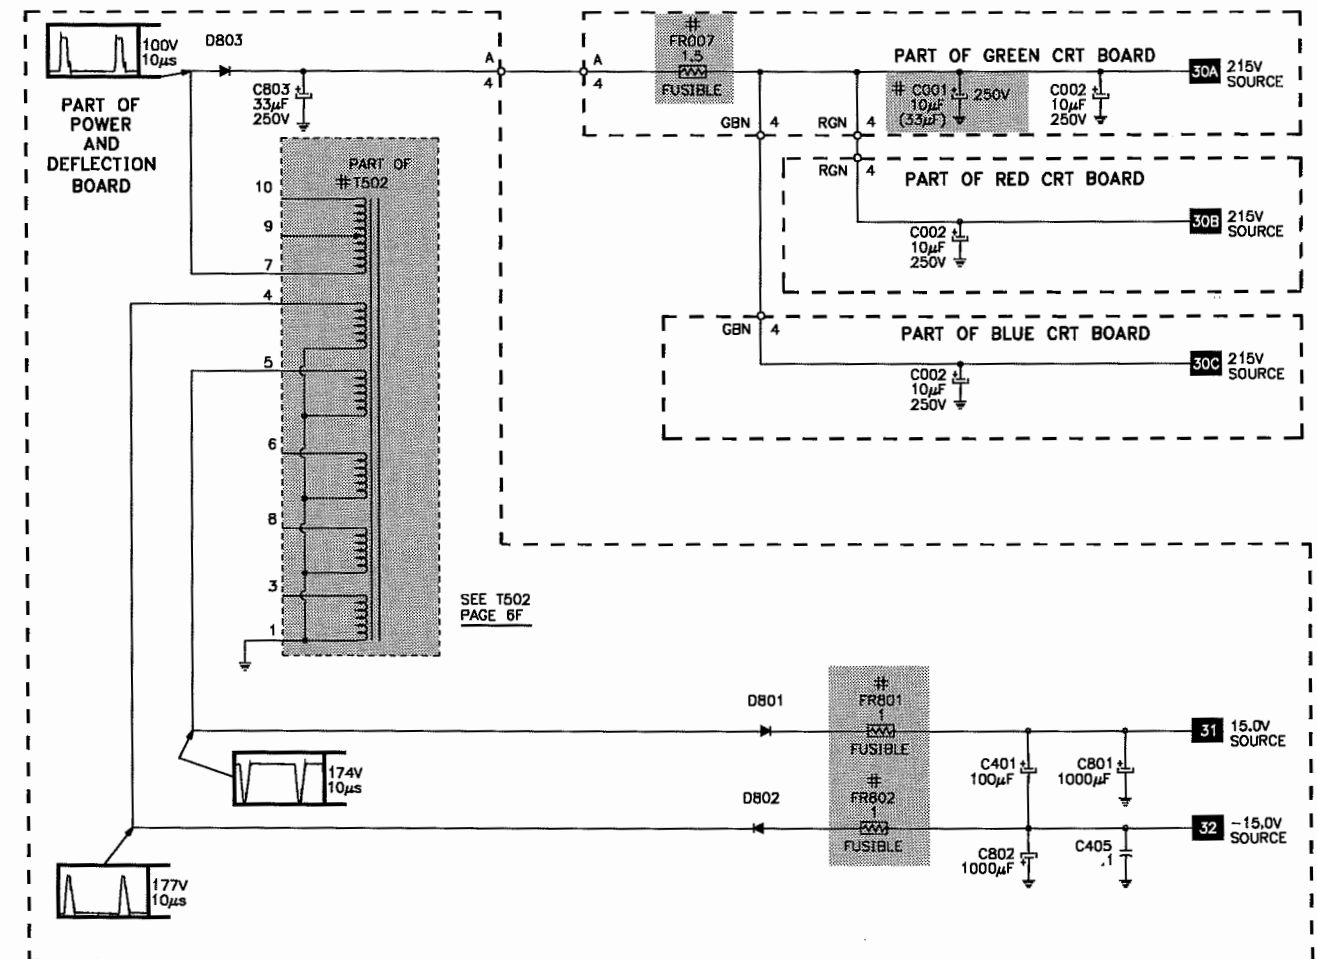 100V
10µs
D803
PART OF
POWER
AND
DEFLECTION
BOARD
C803
33µF
250V
+
A
4
A
4
#
FR007
1.5
FUSIBLE
PART OF GREEN CRT BOARD
# C001
10µF
(33µF)
+
250V
C002
10µF
250V
+
30A
215V
SOURCE
GBN 4
RGN 4
RGN 4
PART OF RED CRT BOARD
C002
10µF
250V
+
30B
215V
SOURCE
GBN 4
PART OF BLUE CRT BOARD
C002
10µF
250V
+
30C
215V
SOURCE
PART OF
#T502
10
9
7
4
5
6
8
3
1
SEE T502
PAGE 6F
D801
#
FR801
1
FUSIBLE
C401
100µF
+
C801
1000µF
+
31
15.0V
SOURCE
174V
10µs
D802
#
FR802
1
FUSIBLE
C802
1000µF
+
C405
.1
32
-15.0V
SOURCE
177V
10µs